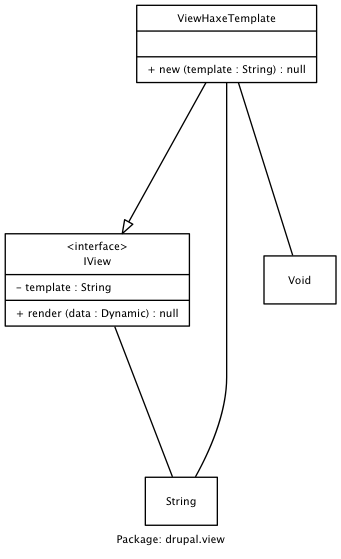 ViewHaxeTemplate
+ new (template : String) : null
<interface>
IView
- template : String
+ render (data : Dynamic) : null
Void
String
Package: drupal.view